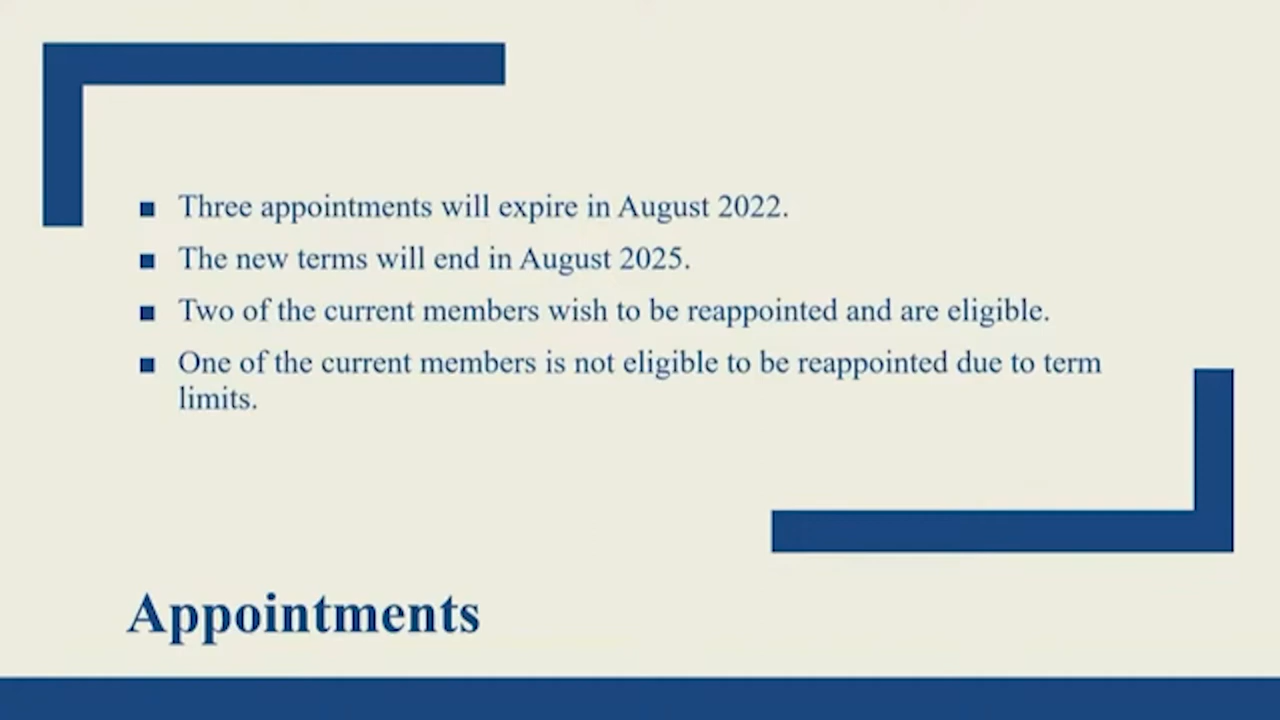 Three appointments will expire in August 2022.
The new terms will end in August 2025.
Two of the current members wish to be reappointed and are eligible.
One of the current members is not eligible to be reappointed due to term
limits.
Appointments